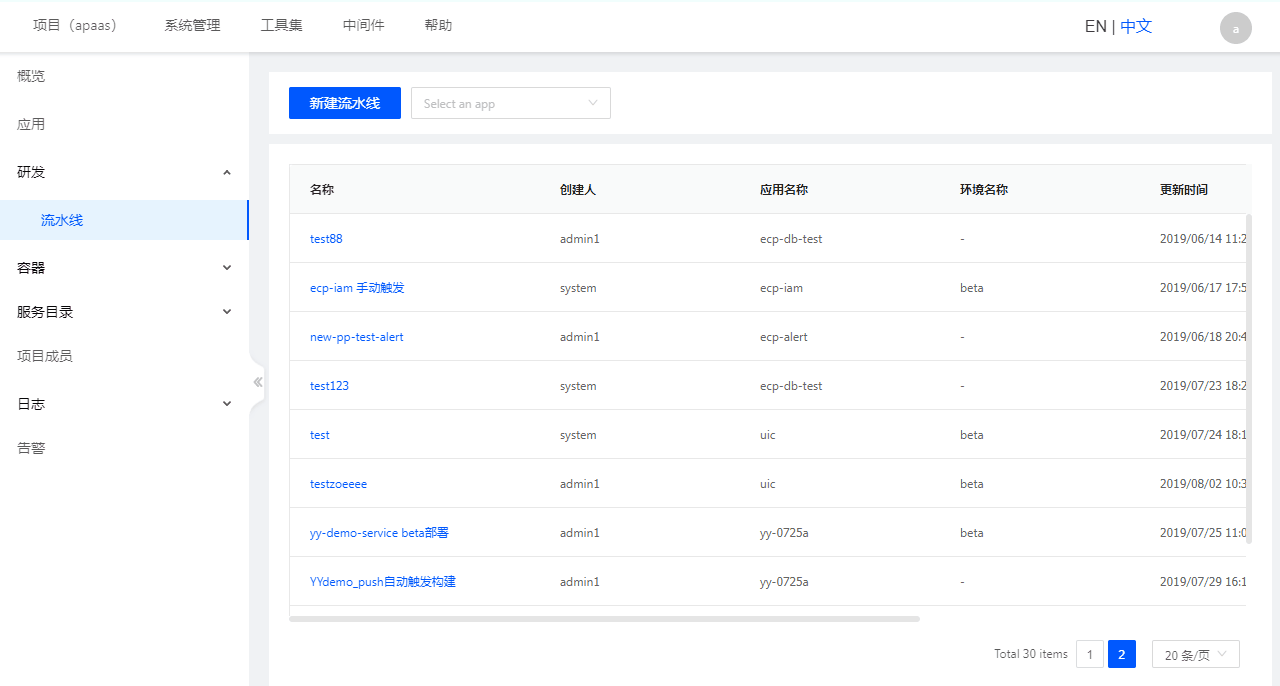 项目（apaas） 系统管理 工具集 中间件 帮助 EN | 中文 a
概览
应用
研发
流水线
容器
服务目录
项目成员
日志
告警
新建流水线 Select an app
名称 创建人 应用名称 环境名称 更新时间
test88 admin1 ecp-db-test - 2019/06/14 11:2
ecp-iam 手动触发 system ecp-iam beta 2019/06/17 17:5
new-pp-test-alert admin1 ecp-alert - 2019/06/18 20:4
test123 system ecp-db-test - 2019/07/23 18:2
test system uic beta 2019/07/24 18:1
testzoeeee admin1 uic beta 2019/08/02 10:3
yy-demo-service beta部署 admin1 yy-0725a beta 2019/07/25 11:0
YYdemo_push自动触发构建 admin1 yy-0725a - 2019/07/29 16:1
Total 30 items 1 2 20 条/页